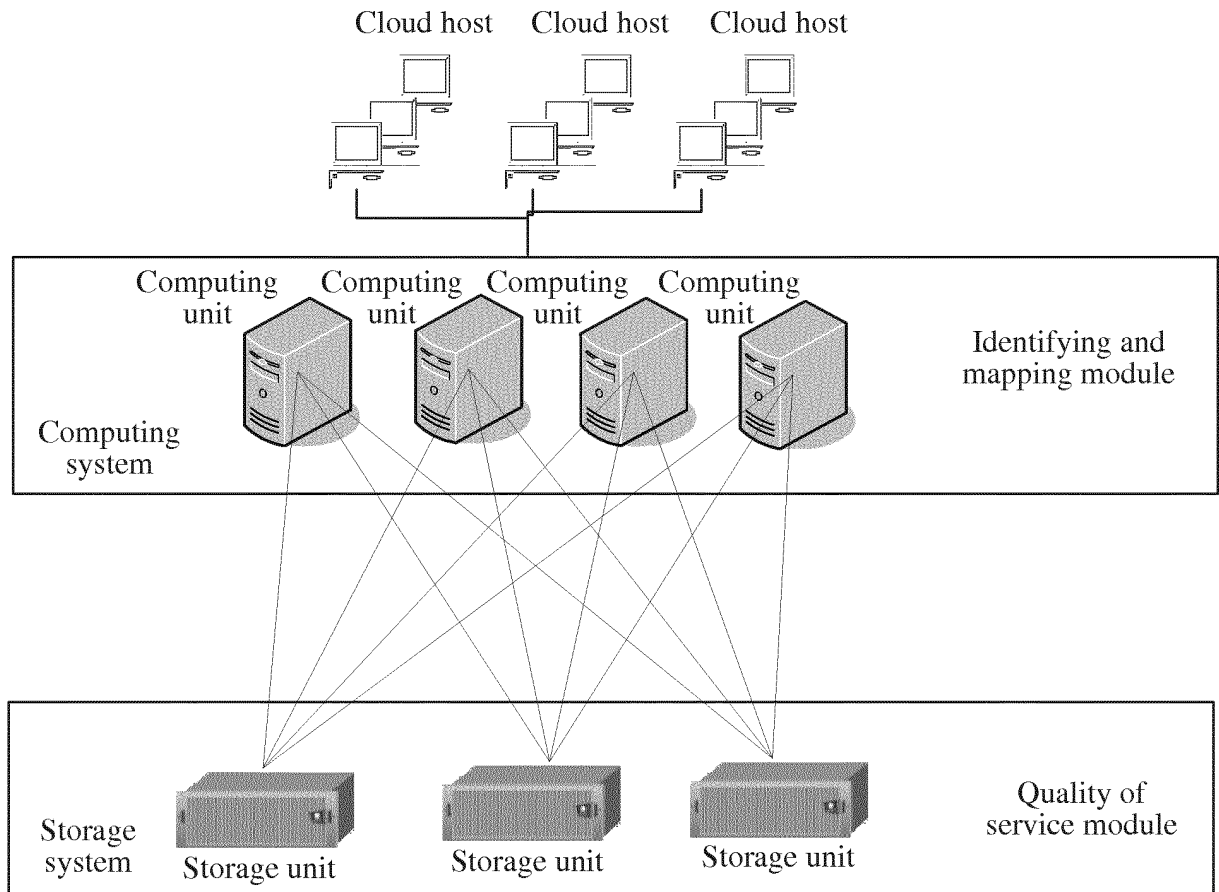 Cloud host
Cloud host
Cloud host
Computing
unit
Computing
unit
Computing
unit
Computing
unit
Identifying and
mapping module
Computing
system
Storage
system
Storage unit
Storage unit
Storage unit
Quality of
service module